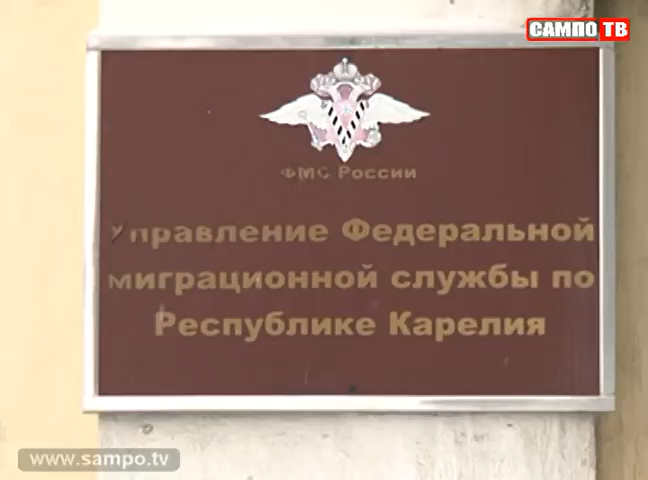 САМПО ТВ
ФМС России
Управление Федеральной
миграционной службы по
Республике Карелия
www.sampo.tv